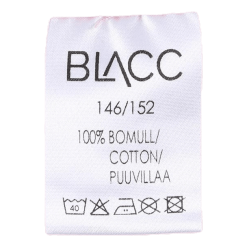 BLACC
146/152
100% BOMULL/
COTTON/
PUUVILLAA
40